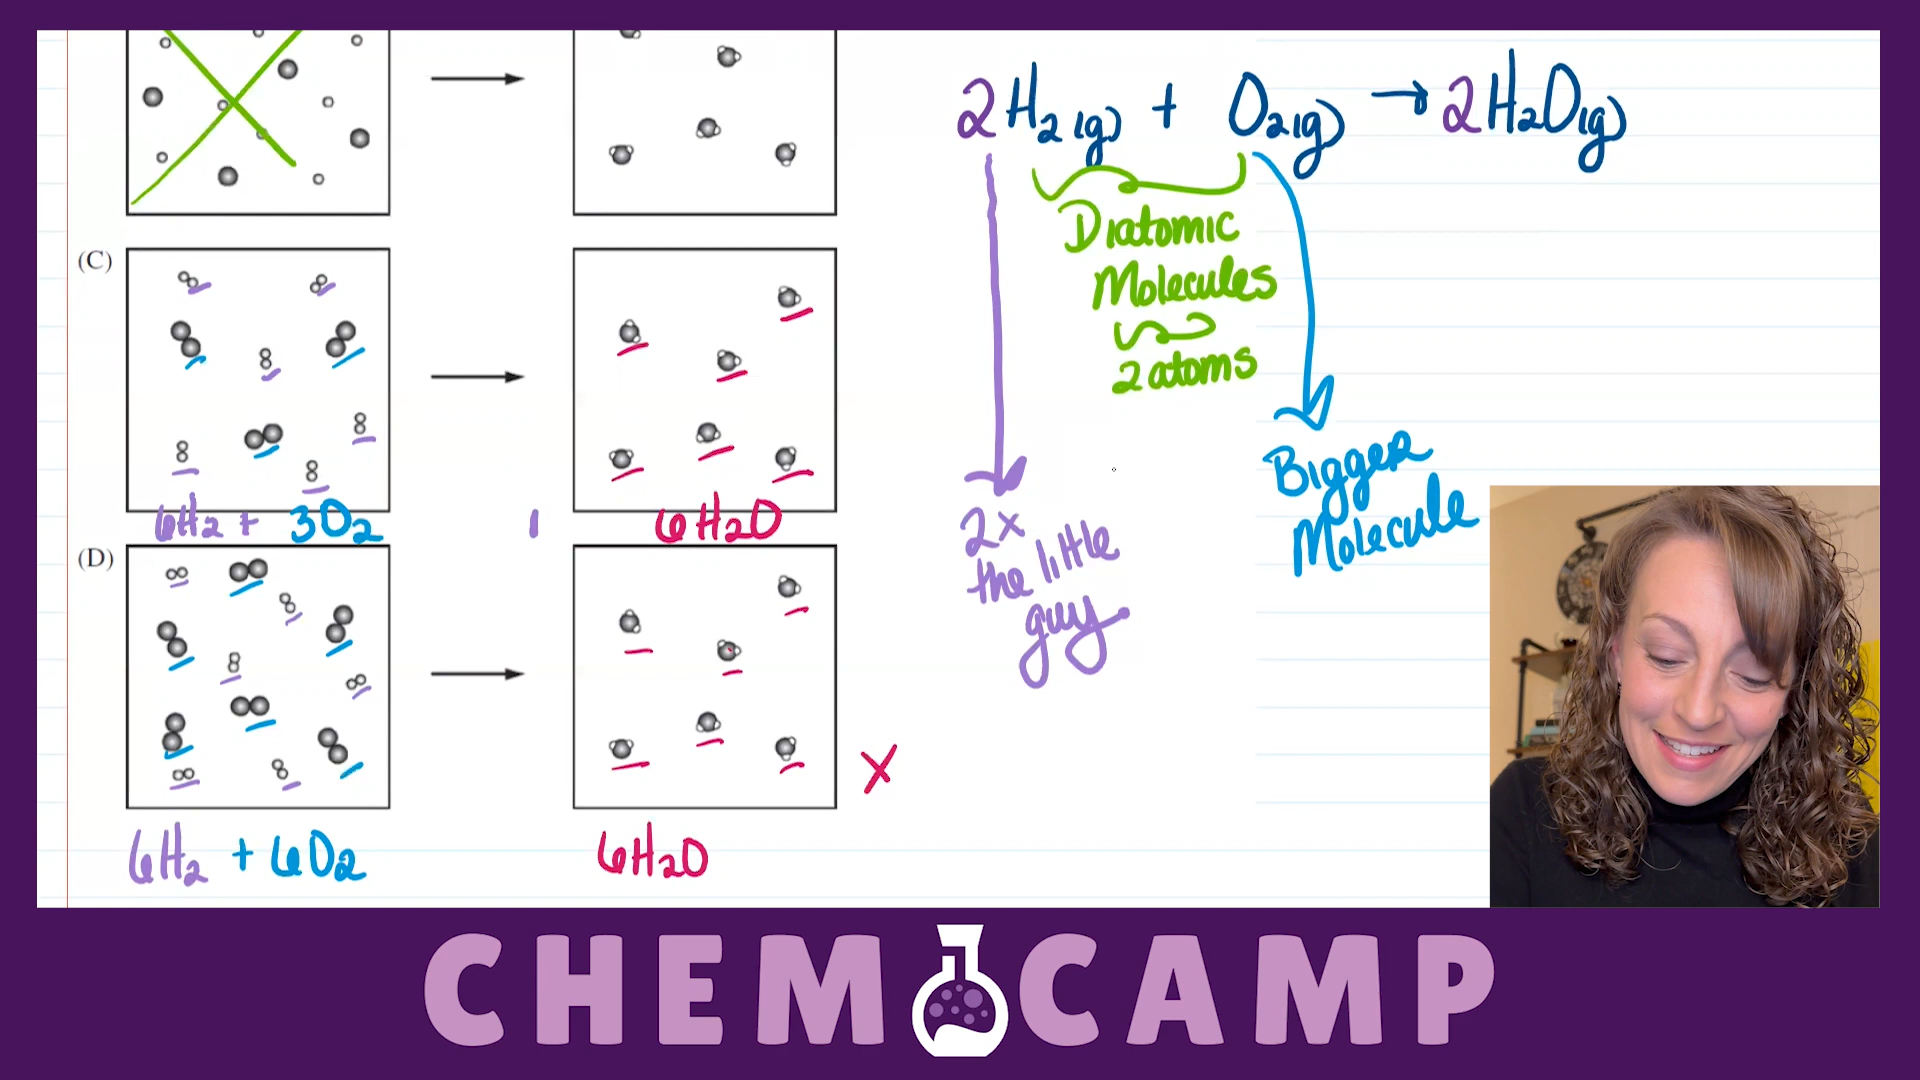 2H2(g) + O2(g) → 2H2O(g)
Diatomic
Molecules
2 atoms
(C)
6H2 + 3O2
6H2O
Bigger
Molecule
2x
the little
guy
(D)
X
6H2 + 6O2
6H2O
CHEM CAMP